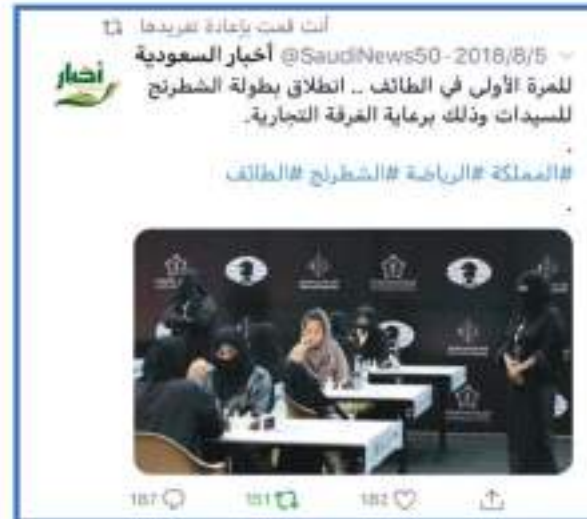 أنت قمت بإعادة تغريدها
أخبار السعودية @SaudiNews50 - 2018/8/5
أخبار
للمرة الأولى في الطائف .. انطلاق بطولة الشطرنج
للسيدات وذلك برعاية الغرفة التجارية.
.
#المملكة #الرياضة #الشطرنج #الطائف
.
187 151 182